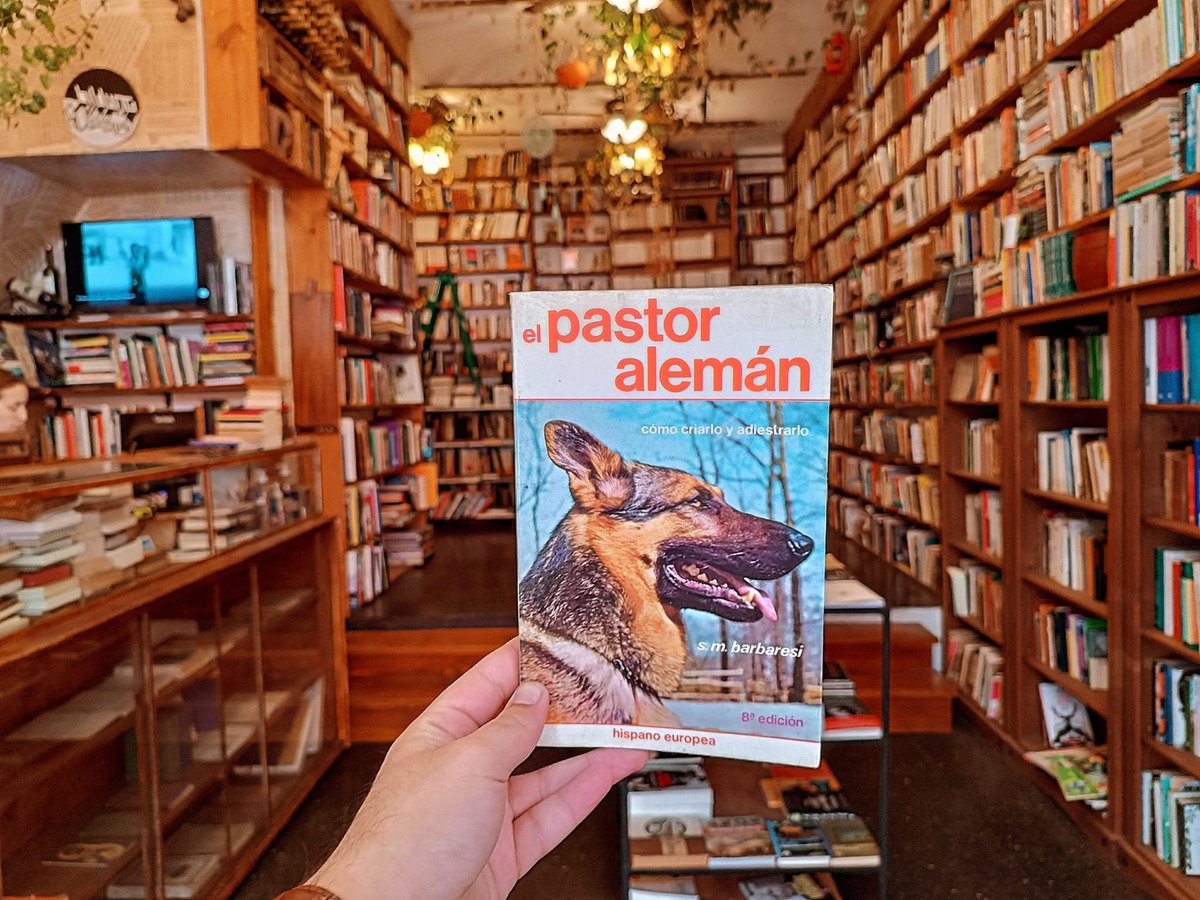 el pastor
alemán
cómo criarlo y adiestrarlo
s. m. barbaresi
8ª edición
hispano europea